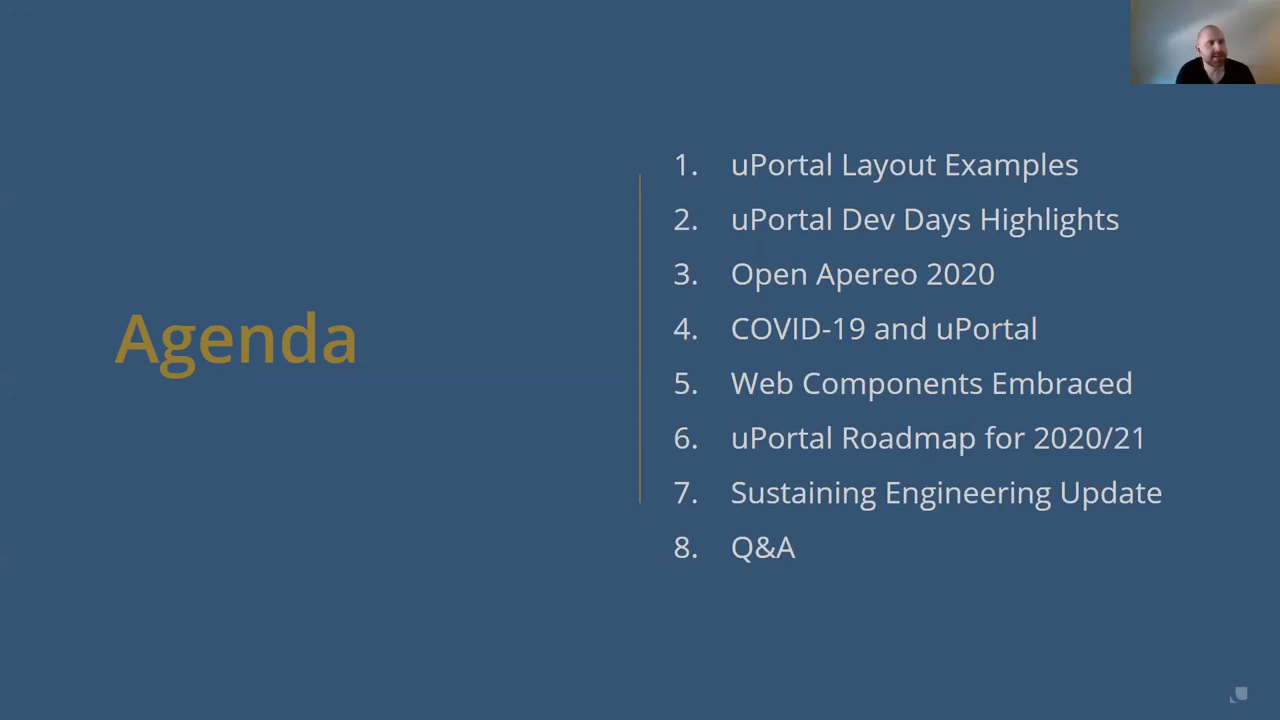 Agenda
1. uPortal Layout Examples
2. uPortal Dev Days Highlights
3. Open Apereo 2020
4. COVID-19 and uPortal
5. Web Components Embraced
6. uPortal Roadmap for 2020/21
7. Sustaining Engineering Update
8. Q&A